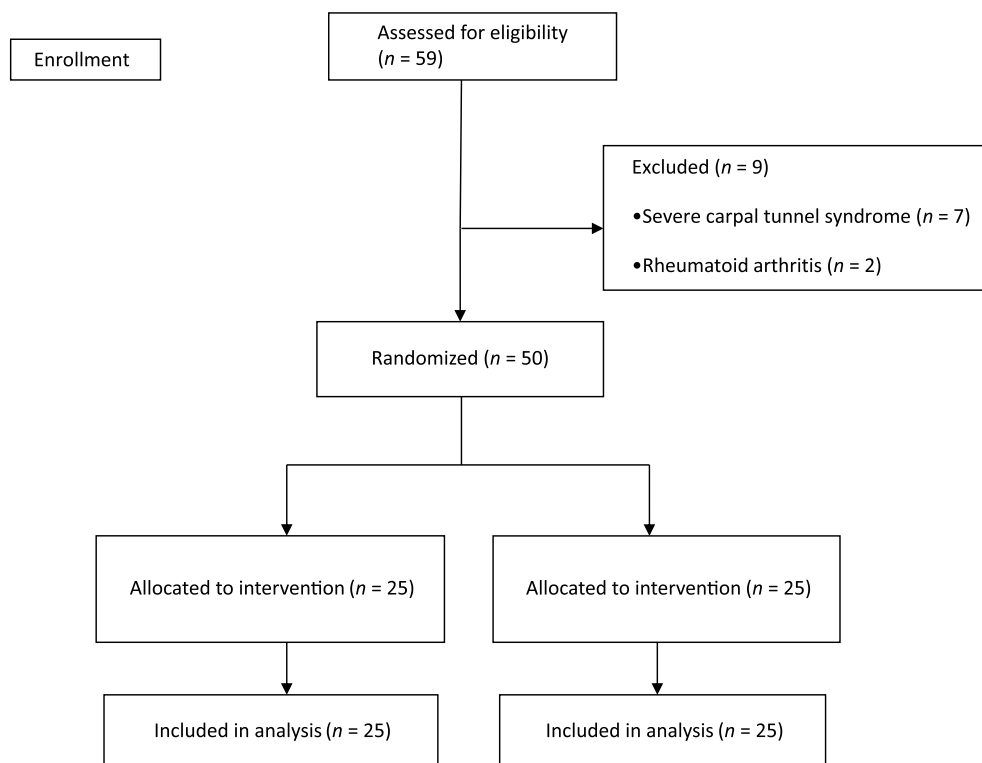 Enrollment
Assessed for eligibility
(n = 59)
Excluded (n = 9)
•Severe carpal tunnel syndrome (n = 7)
•Rheumatoid arthritis (n = 2)
Randomized (n = 50)
Allocated to intervention (n = 25)
Allocated to intervention (n = 25)
Included in analysis (n = 25)
Included in analysis (n = 25)